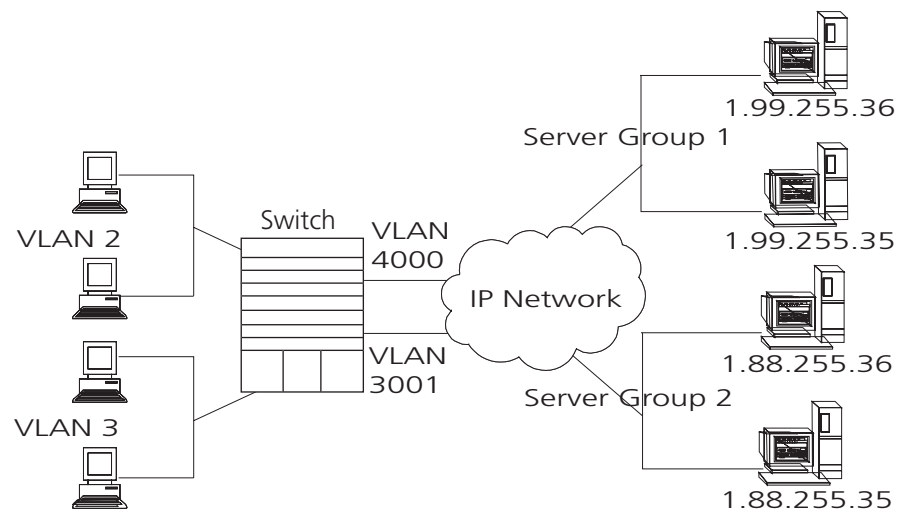 1.99.255.36
Server Group 1
1.99.255.35
VLAN 2
Switch
VLAN
4000
IP Network
VLAN
3001
1.88.255.36
Server Group 2
VLAN 3
1.88.255.35